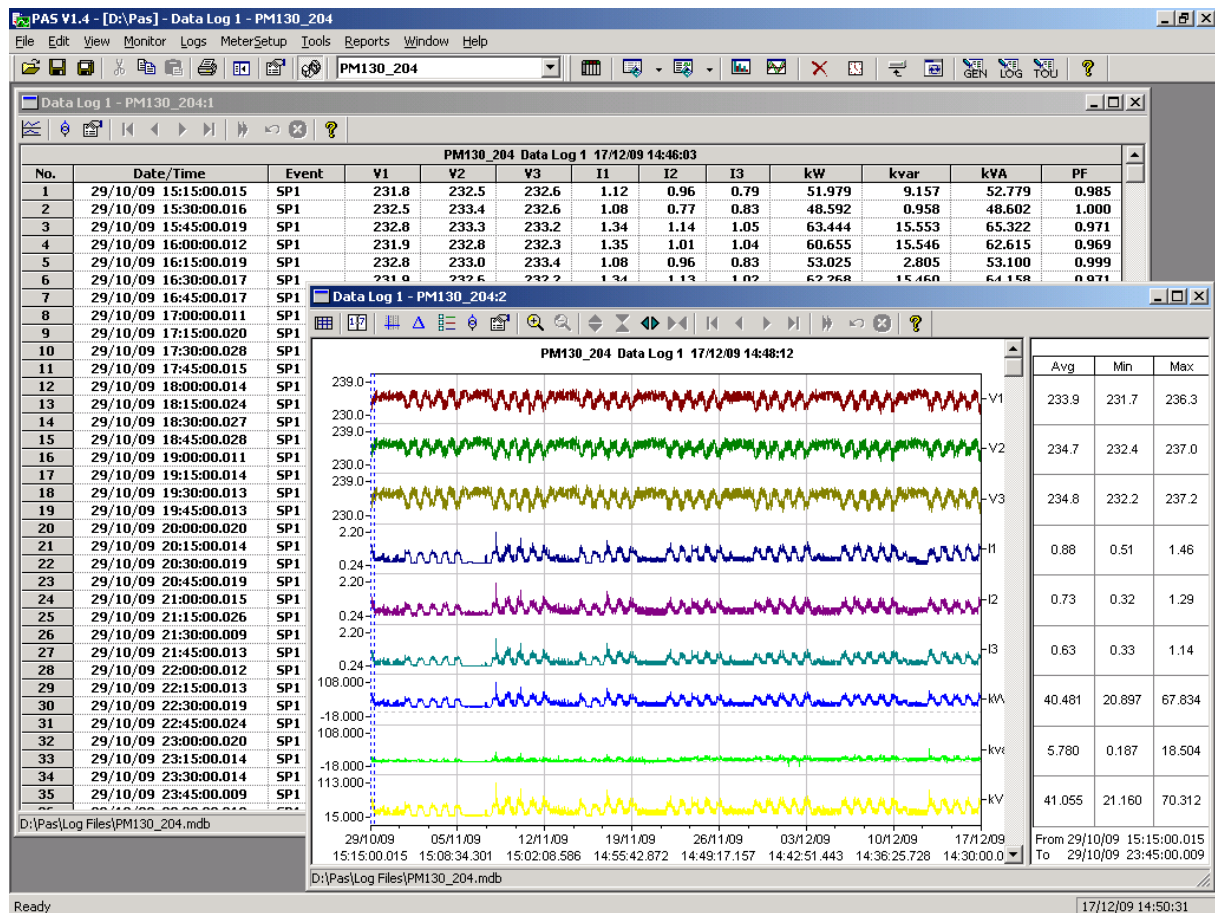 PAS V1.4 - [D:\Pas] - Data Log 1 - PM130_204
File Edit View Monitor Logs MeterSetup Tools Reports Window Help
PM130_204
GEN LOG TOU
Data Log 1 - PM130_204:1
PM130_204 Data Log 1 17/12/09 14:46:03
No. Date/Time Event V1 V2 V3 I1 I2 I3 kW kvar kVA PF
1 29/10/09 15:15:00.015 SP1 231.8 232.5 232.6 1.12 0.96 0.79 51.979 9.157 52.779 0.985
2 29/10/09 15:30:00.016 SP1 232.5 233.4 232.6 1.08 0.77 0.83 48.592 0.958 48.602 1.000
3 29/10/09 15:45:00.019 SP1 232.8 233.3 233.2 1.34 1.14 1.05 63.444 15.553 65.322 0.971
4 29/10/09 16:00:00.012 SP1 231.9 232.8 232.3 1.35 1.01 1.04 60.655 15.546 62.615 0.969
5 29/10/09 16:15:00.019 SP1 232.8 233.0 233.4 1.08 0.96 0.83 53.025 2.805 53.100 0.999
6 29/10/09 16:30:00.017 SP1 231.9 232.6 232.2 1.34 1.13 1.02 62.268 15.460 64.158 0.971
7 29/10/09 16:45:00.017 SP1
8 29/10/09 17:00:00.011 SP1
9 29/10/09 17:15:00.020 SP1
10 29/10/09 17:30:00.028 SP1
11 29/10/09 17:45:00.015 SP1
12 29/10/09 18:00:00.014 SP1
13 29/10/09 18:15:00.024 SP1
14 29/10/09 18:30:00.027 SP1
15 29/10/09 18:45:00.028 SP1
16 29/10/09 19:00:00.011 SP1
17 29/10/09 19:15:00.014 SP1
18 29/10/09 19:30:00.013 SP1
19 29/10/09 19:45:00.013 SP1
20 29/10/09 20:00:00.020 SP1
21 29/10/09 20:15:00.014 SP1
22 29/10/09 20:30:00.019 SP1
23 29/10/09 20:45:00.019 SP1
24 29/10/09 21:00:00.015 SP1
25 29/10/09 21:15:00.026 SP1
26 29/10/09 21:30:00.009 SP1
27 29/10/09 21:45:00.013 SP1
28 29/10/09 22:00:00.012 SP1
29 29/10/09 22:15:00.013 SP1
30 29/10/09 22:30:00.019 SP1
31 29/10/09 22:45:00.024 SP1
32 29/10/09 23:00:00.020 SP1
33 29/10/09 23:15:00.014 SP1
34 29/10/09 23:30:00.014 SP1
35 29/10/09 23:45:00.009 SP1
D:\Pas\Log Files\PM130_204.mdb
Data Log 1 - PM130_204:2
PM130_204 Data Log 1 17/12/09 14:48:12
Avg Min Max
239.0
230.0
V1 233.9 231.7 236.3
239.0
230.0
V2 234.7 232.4 237.0
239.0
230.0
V3 234.8 232.2 237.2
2.20
0.24
I1 0.88 0.51 1.46
2.20
0.24
I2 0.73 0.32 1.29
2.20
0.24
I3 0.63 0.33 1.14
108.000
-18.000
kW 40.481 20.897 67.834
108.000
-18.000
kva 5.780 0.187 18.504
113.000
15.000
kV 41.055 21.160 70.312
29/10/09 05/11/09 12/11/09 19/11/09 26/11/09 03/12/09 10/12/09 17/12/09
15:15:00.015 15:08:34.301 15:02:08.586 14:55:42.872 14:49:17.157 14:42:51.443 14:36:25.728 14:30:00.0
From 29/10/09 15:15:00.015
To 29/10/09 23:45:00.009
D:\Pas\Log Files\PM130_204.mdb
Ready
17/12/09 14:50:31